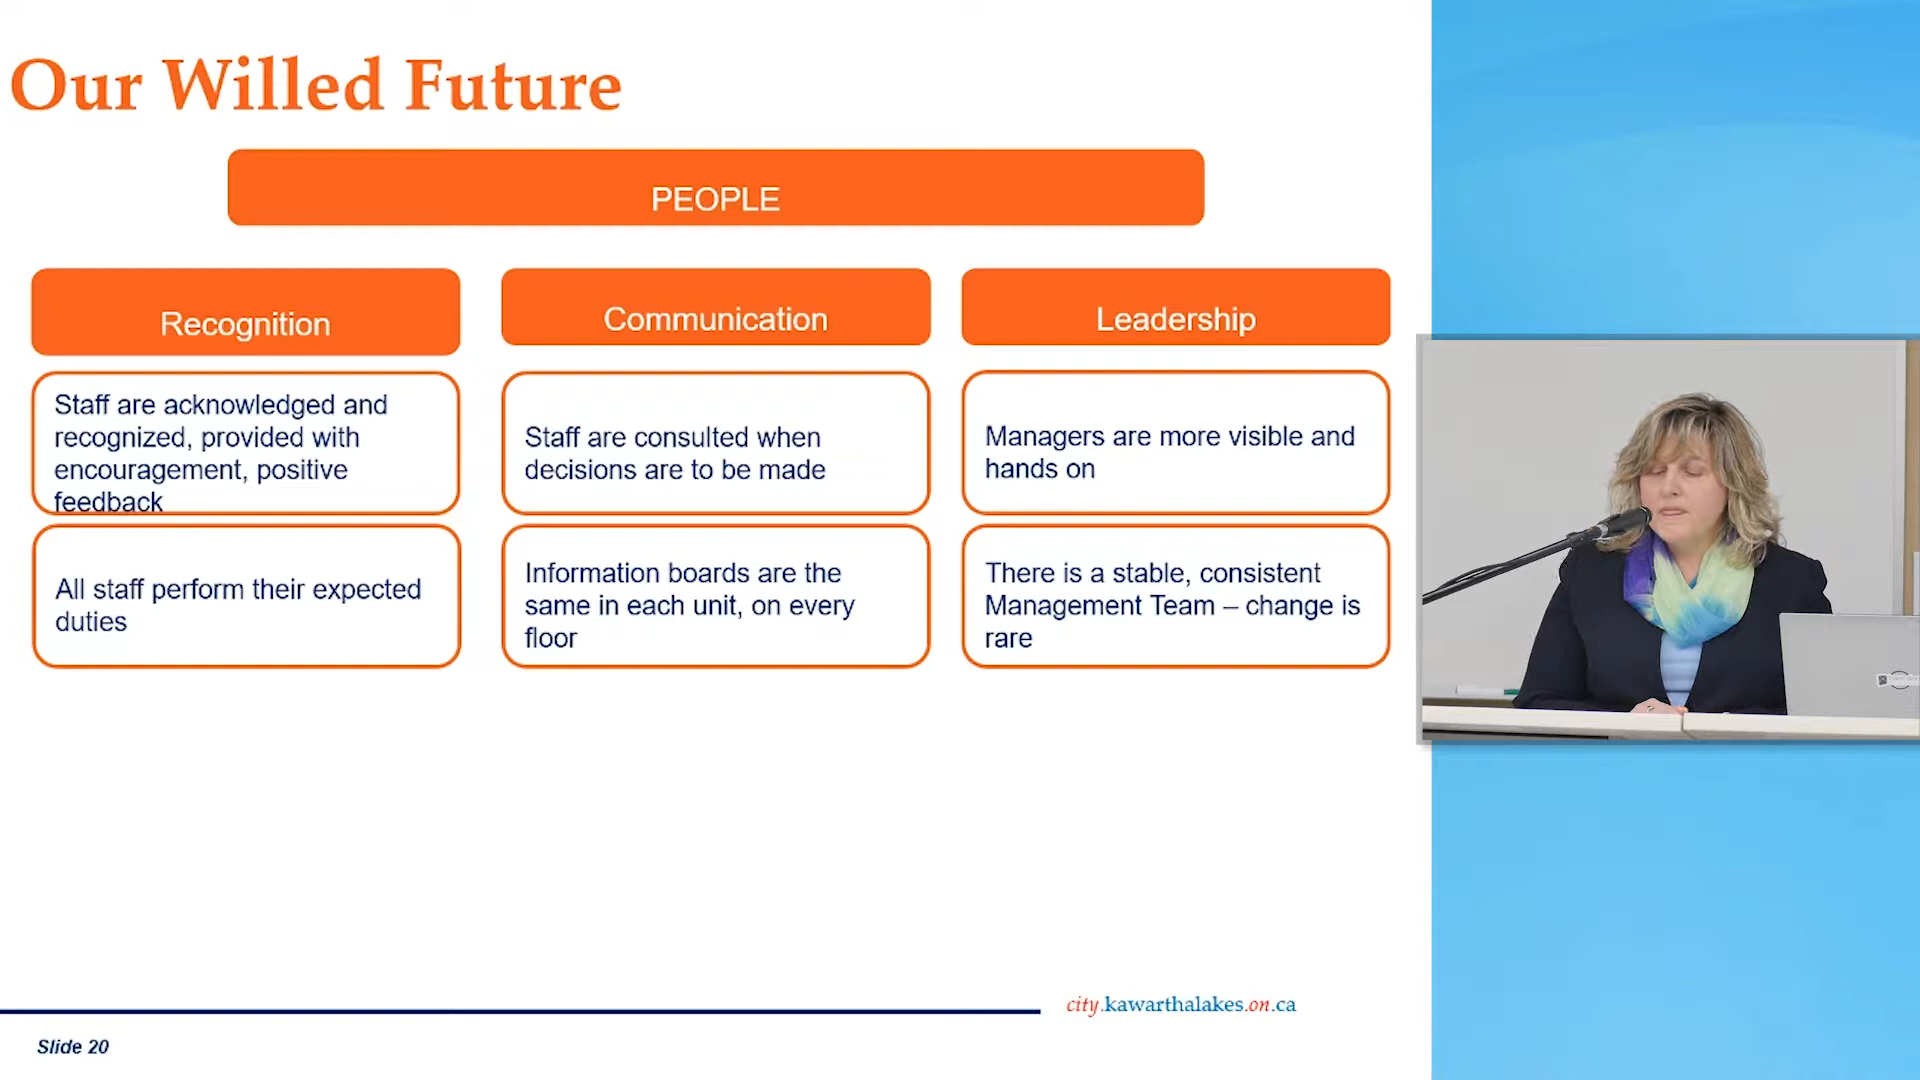 Our Willed Future
PEOPLE
Recognition
Communication
Leadership
Staff are acknowledged and
recognized, provided with
encouragement, positive
feedback
Staff are consulted when
decisions are to be made
Managers are more visible and
hands on
All staff perform their expected
duties
Information boards are the
same in each unit, on every
floor
There is a stable, consistent
Management Team – change is
rare
city.kawarthalakes.on.ca
Slide 20